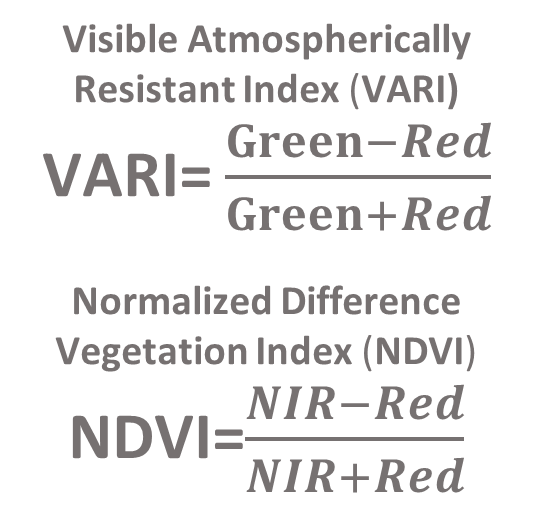 Visible Atmospherically
Resistant Index (VARI)
VARI= Green−Red
Green+Red
Normalized Difference
Vegetation Index (NDVI)
NDVI= NIR−Red
NIR+Red